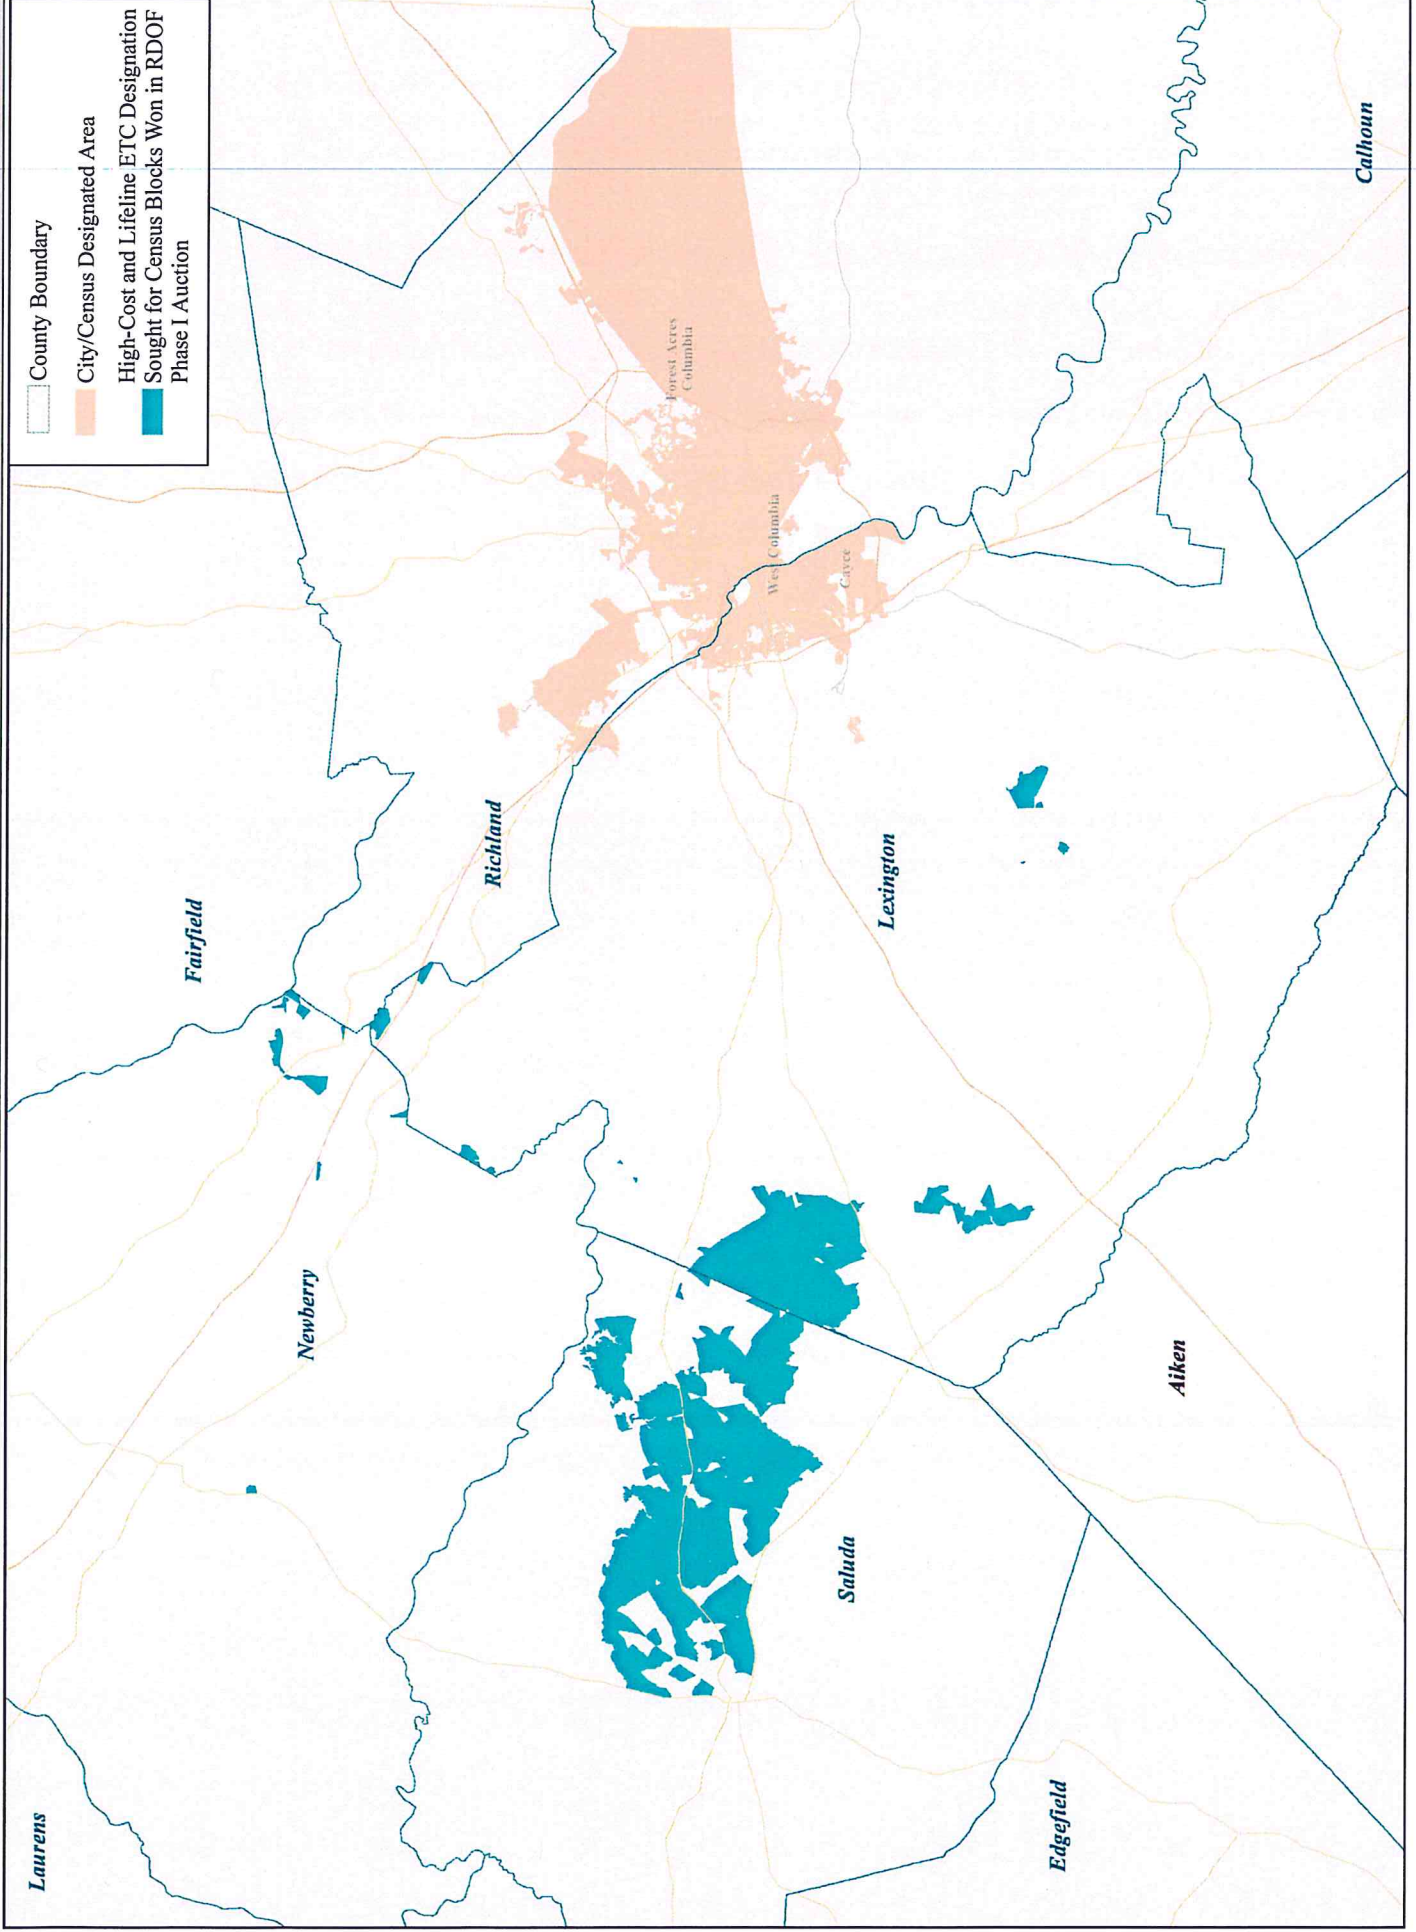 County Boundary
City/Census Designated Area
High-Cost and Lifeline ETC Designation
Sought for Census Blocks Won in RDOF
Phase I Auction
Laurens
Newberry
Fairfield
Richland
Forest Acres
Columbia
West Columbia
Cayce
Lexington
Saluda
Edgefield
Aiken
Calhoun